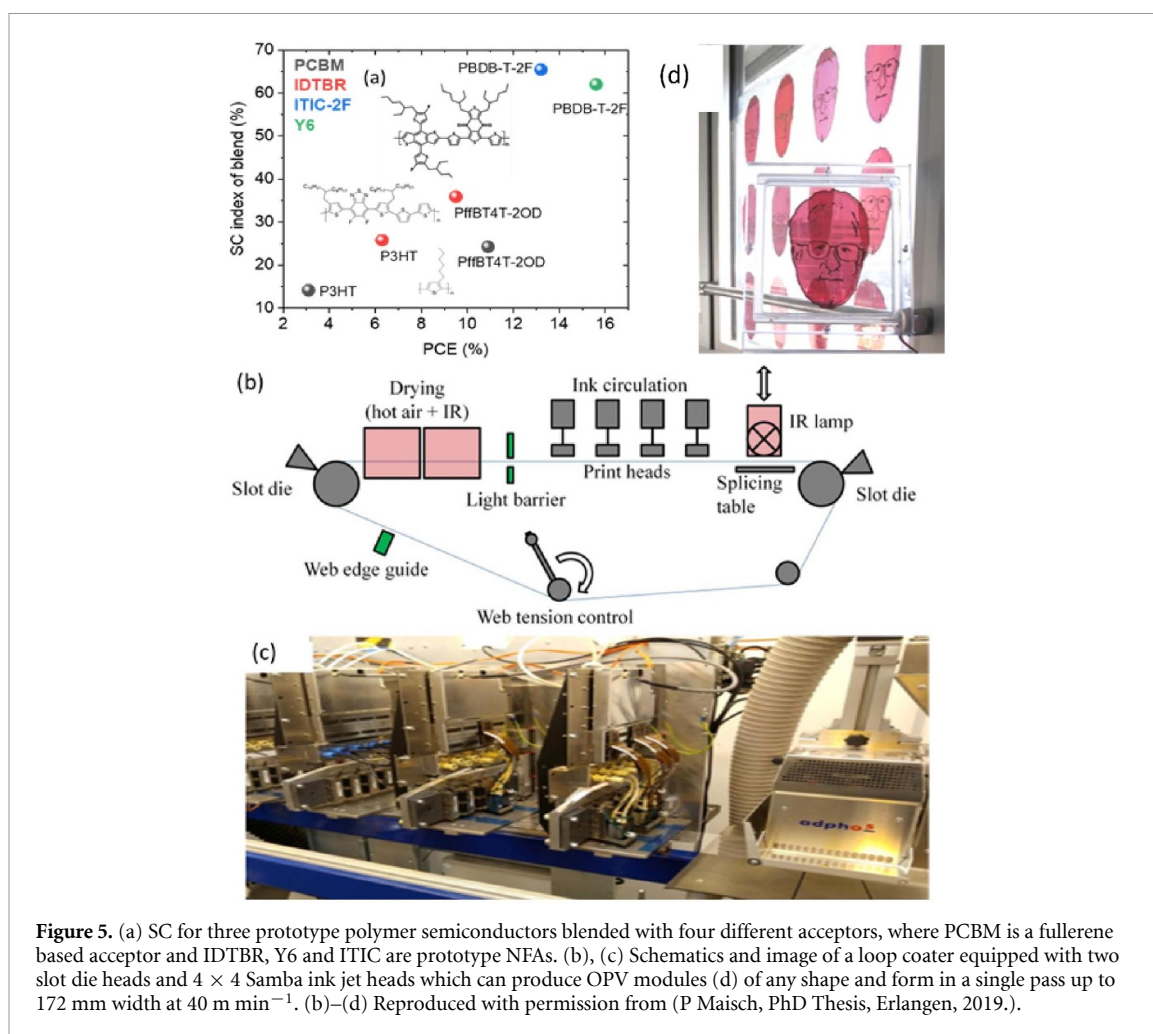 70
60
50
40
30
20
10
SC index of blend (%)
PCBM
IDTBR
ITIC-2F
Y6
(a)
PBDB-T-2F
PBDB-T-2F
PffBT4T-2OD
P3HT
PffBT4T-2OD
P3HT
2 4 6 8 10 12 14 16
PCE (%)
(d)
(b)
Drying
(hot air + IR)
Ink circulation
IR lamp
Slot die
Light barrier
Print heads
Splicing
table
Slot die
Web edge guide
Web tension control
(c)
adphos
Figure 5. (a) SC for three prototype polymer semiconductors blended with four different acceptors, where PCBM is a fullerene
based acceptor and IDTBR, Y6 and ITIC are prototype NFAs. (b), (c) Schematics and image of a loop coater equipped with two
slot die heads and 4 × 4 Samba ink jet heads which can produce OPV modules (d) of any shape and form in a single pass up to
172 mm width at 40 m min⁻¹. (b)–(d) Reproduced with permission from (P Maisch, PhD Thesis, Erlangen, 2019.).